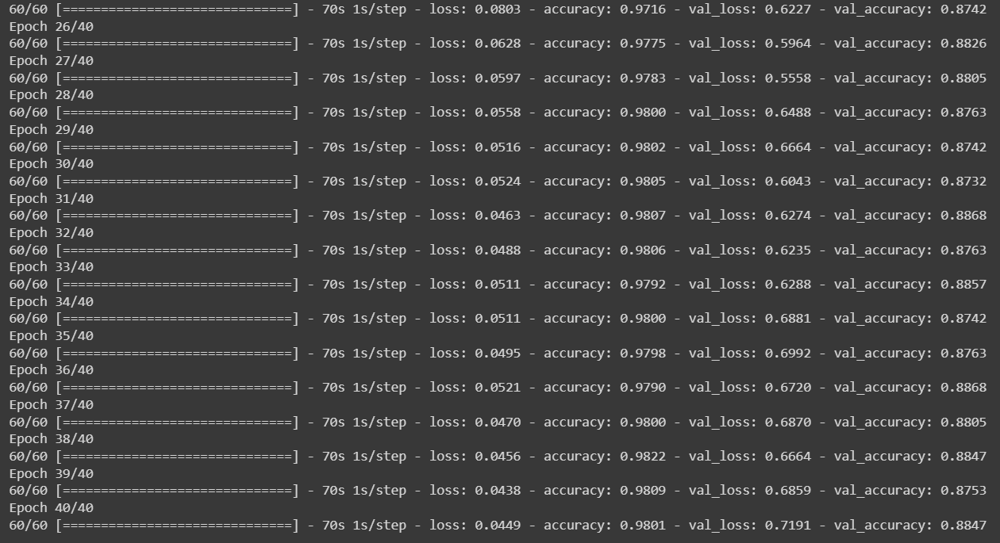 60/60 [==============================] - 70s 1s/step - loss: 0.0803 - accuracy: 0.9716 - val_loss: 0.6227 - val_accuracy: 0.8742
Epoch 26/40
60/60 [==============================] - 70s 1s/step - loss: 0.0628 - accuracy: 0.9775 - val_loss: 0.5964 - val_accuracy: 0.8826
Epoch 27/40
60/60 [==============================] - 70s 1s/step - loss: 0.0597 - accuracy: 0.9783 - val_loss: 0.5558 - val_accuracy: 0.8805
Epoch 28/40
60/60 [==============================] - 70s 1s/step - loss: 0.0558 - accuracy: 0.9800 - val_loss: 0.6488 - val_accuracy: 0.8763
Epoch 29/40
60/60 [==============================] - 70s 1s/step - loss: 0.0516 - accuracy: 0.9802 - val_loss: 0.6664 - val_accuracy: 0.8742
Epoch 30/40
60/60 [==============================] - 70s 1s/step - loss: 0.0524 - accuracy: 0.9805 - val_loss: 0.6043 - val_accuracy: 0.8732
Epoch 31/40
60/60 [==============================] - 70s 1s/step - loss: 0.0463 - accuracy: 0.9807 - val_loss: 0.6274 - val_accuracy: 0.8868
Epoch 32/40
60/60 [==============================] - 70s 1s/step - loss: 0.0488 - accuracy: 0.9806 - val_loss: 0.6235 - val_accuracy: 0.8763
Epoch 33/40
60/60 [==============================] - 70s 1s/step - loss: 0.0511 - accuracy: 0.9792 - val_loss: 0.6288 - val_accuracy: 0.8857
Epoch 34/40
60/60 [==============================] - 70s 1s/step - loss: 0.0511 - accuracy: 0.9800 - val_loss: 0.6881 - val_accuracy: 0.8742
Epoch 35/40
60/60 [==============================] - 70s 1s/step - loss: 0.0495 - accuracy: 0.9798 - val_loss: 0.6992 - val_accuracy: 0.8763
Epoch 36/40
60/60 [==============================] - 70s 1s/step - loss: 0.0521 - accuracy: 0.9790 - val_loss: 0.6720 - val_accuracy: 0.8868
Epoch 37/40
60/60 [==============================] - 70s 1s/step - loss: 0.0470 - accuracy: 0.9800 - val_loss: 0.6870 - val_accuracy: 0.8805
Epoch 38/40
60/60 [==============================] - 70s 1s/step - loss: 0.0456 - accuracy: 0.9822 - val_loss: 0.6664 - val_accuracy: 0.8847
Epoch 39/40
60/60 [==============================] - 70s 1s/step - loss: 0.0438 - accuracy: 0.9809 - val_loss: 0.6859 - val_accuracy: 0.8753
Epoch 40/40
60/60 [==============================] - 70s 1s/step - loss: 0.0449 - accuracy: 0.9801 - val_loss: 0.7191 - val_accuracy: 0.8847